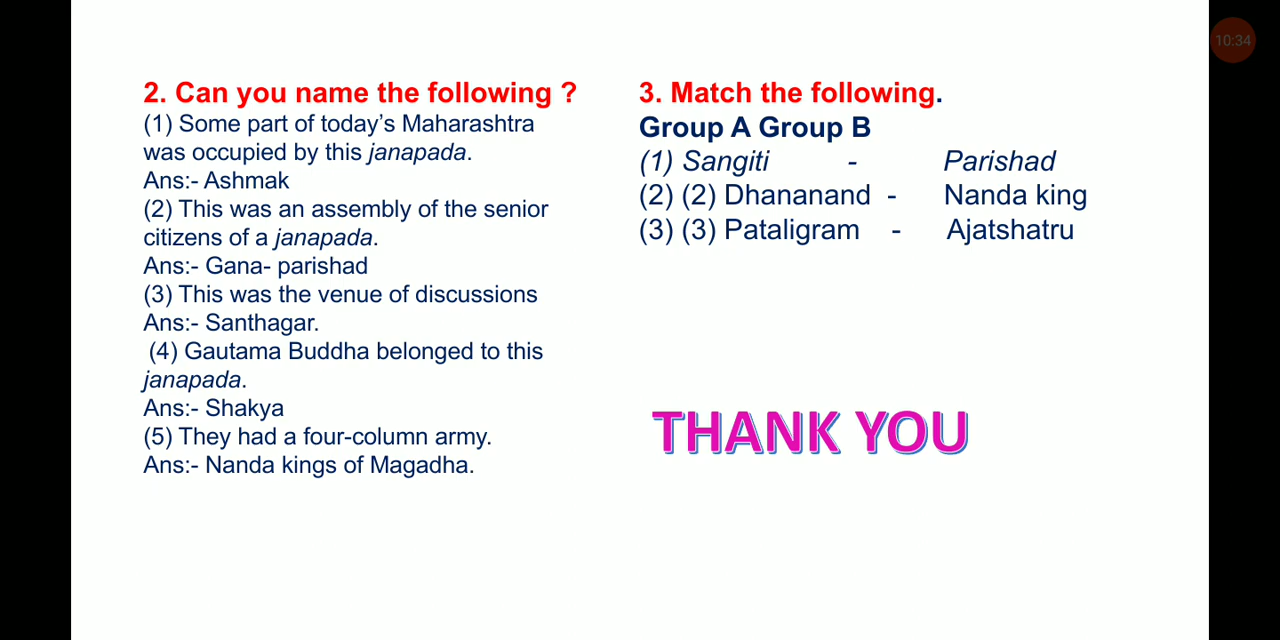 2. Can you name the following ?
(1) Some part of today’s Maharashtra
was occupied by this janapada.
Ans:- Ashmak
(2) This was an assembly of the senior
citizens of a janapada.
Ans:- Gana- parishad
(3) This was the venue of discussions
Ans:- Santhagar.
(4) Gautama Buddha belonged to this
janapada.
Ans:- Shakya
(5) They had a four-column army.
Ans:- Nanda kings of Magadha.
3. Match the following.
Group A Group B
(1) Sangiti - Parishad
(2) (2) Dhananand - Nanda king
(3) (3) Pataligram - Ajatshatru
THANK YOU
10:34